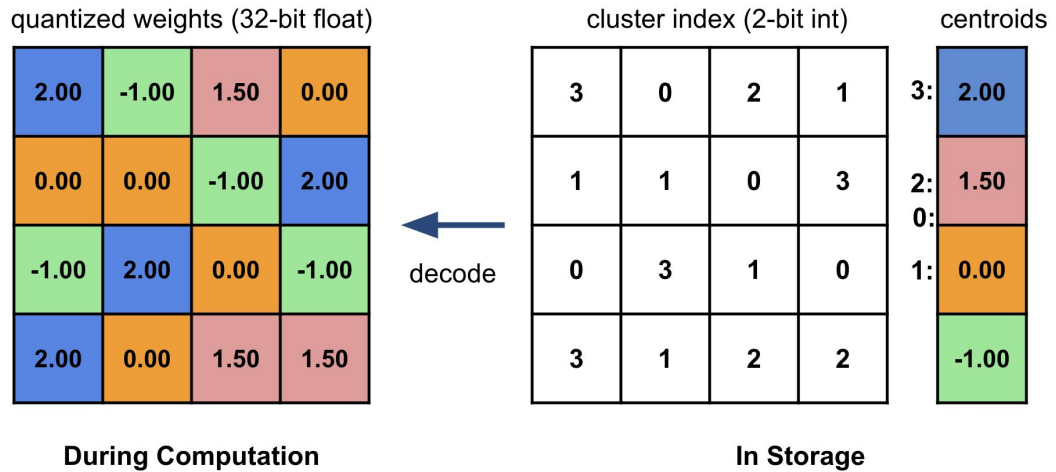 quantized weights (32-bit float) cluster index (2-bit int) centroids
2.00 -1.00 1.50 0.00 3 0 2 1 3: 2.00
0.00 0.00 -1.00 2.00 1 1 0 3 2: 1.50
0:
-1.00 2.00 0.00 -1.00 decode 0 3 1 0 1: 0.00
2.00 0.00 1.50 1.50 3 1 2 2 -1.00
During Computation In Storage